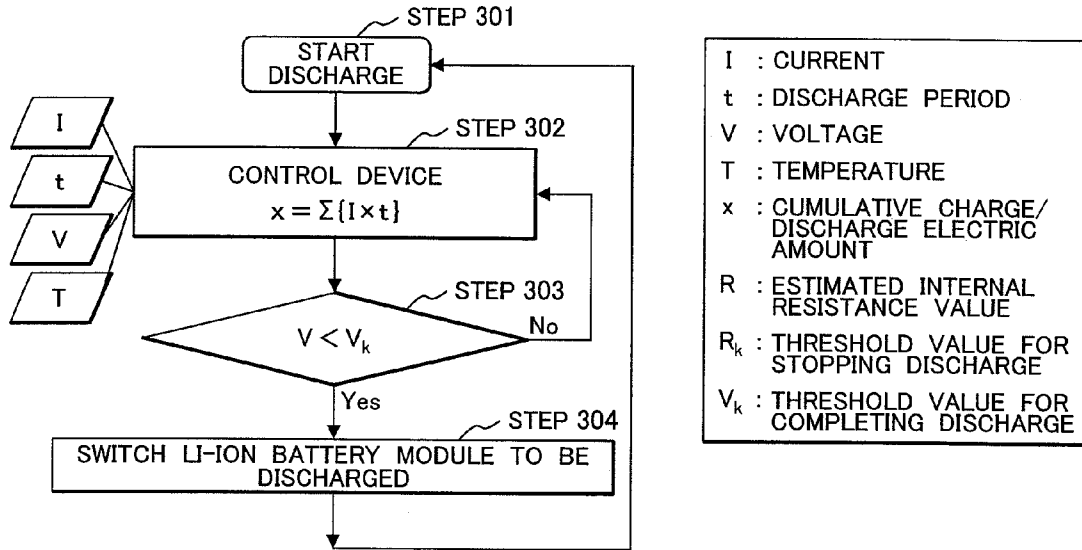 STEP 301
START
DISCHARGE
STEP 302
I
t
V
T
CONTROL DEVICE
x = Σ{I×t}
STEP 303
V < Vₖ
No
Yes
STEP 304
SWITCH LI-ION BATTERY MODULE TO BE
DISCHARGED
I : CURRENT
t : DISCHARGE PERIOD
V : VOLTAGE
T : TEMPERATURE
x : CUMULATIVE CHARGE/
DISCHARGE ELECTRIC
AMOUNT
R : ESTIMATED INTERNAL
RESISTANCE VALUE
Rₖ : THRESHOLD VALUE FOR
STOPPING DISCHARGE
Vₖ : THRESHOLD VALUE FOR
COMPLETING DISCHARGE